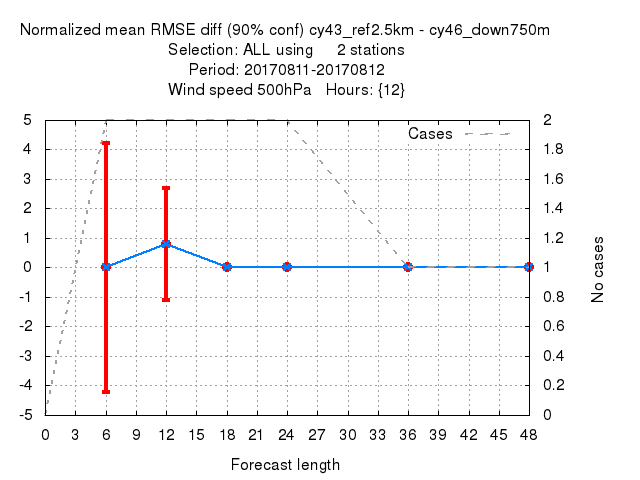 Normalized mean RMSE diff (90% conf) cy43_ref2.5km - cy46_down750m
Selection: ALL using     2 stations
Period: 20170811-20170812
Wind speed 500hPa   Hours: {12}
Cases
5
4
3
2
1
0
-1
-2
-3
-4
-5
2
1.8
1.6
1.4
1.2
1
0.8
0.6
0.4
0.2
0
No cases
0 3 6 9 12 15 18 21 24 27 30 33 36 39 42 45 48
Forecast length